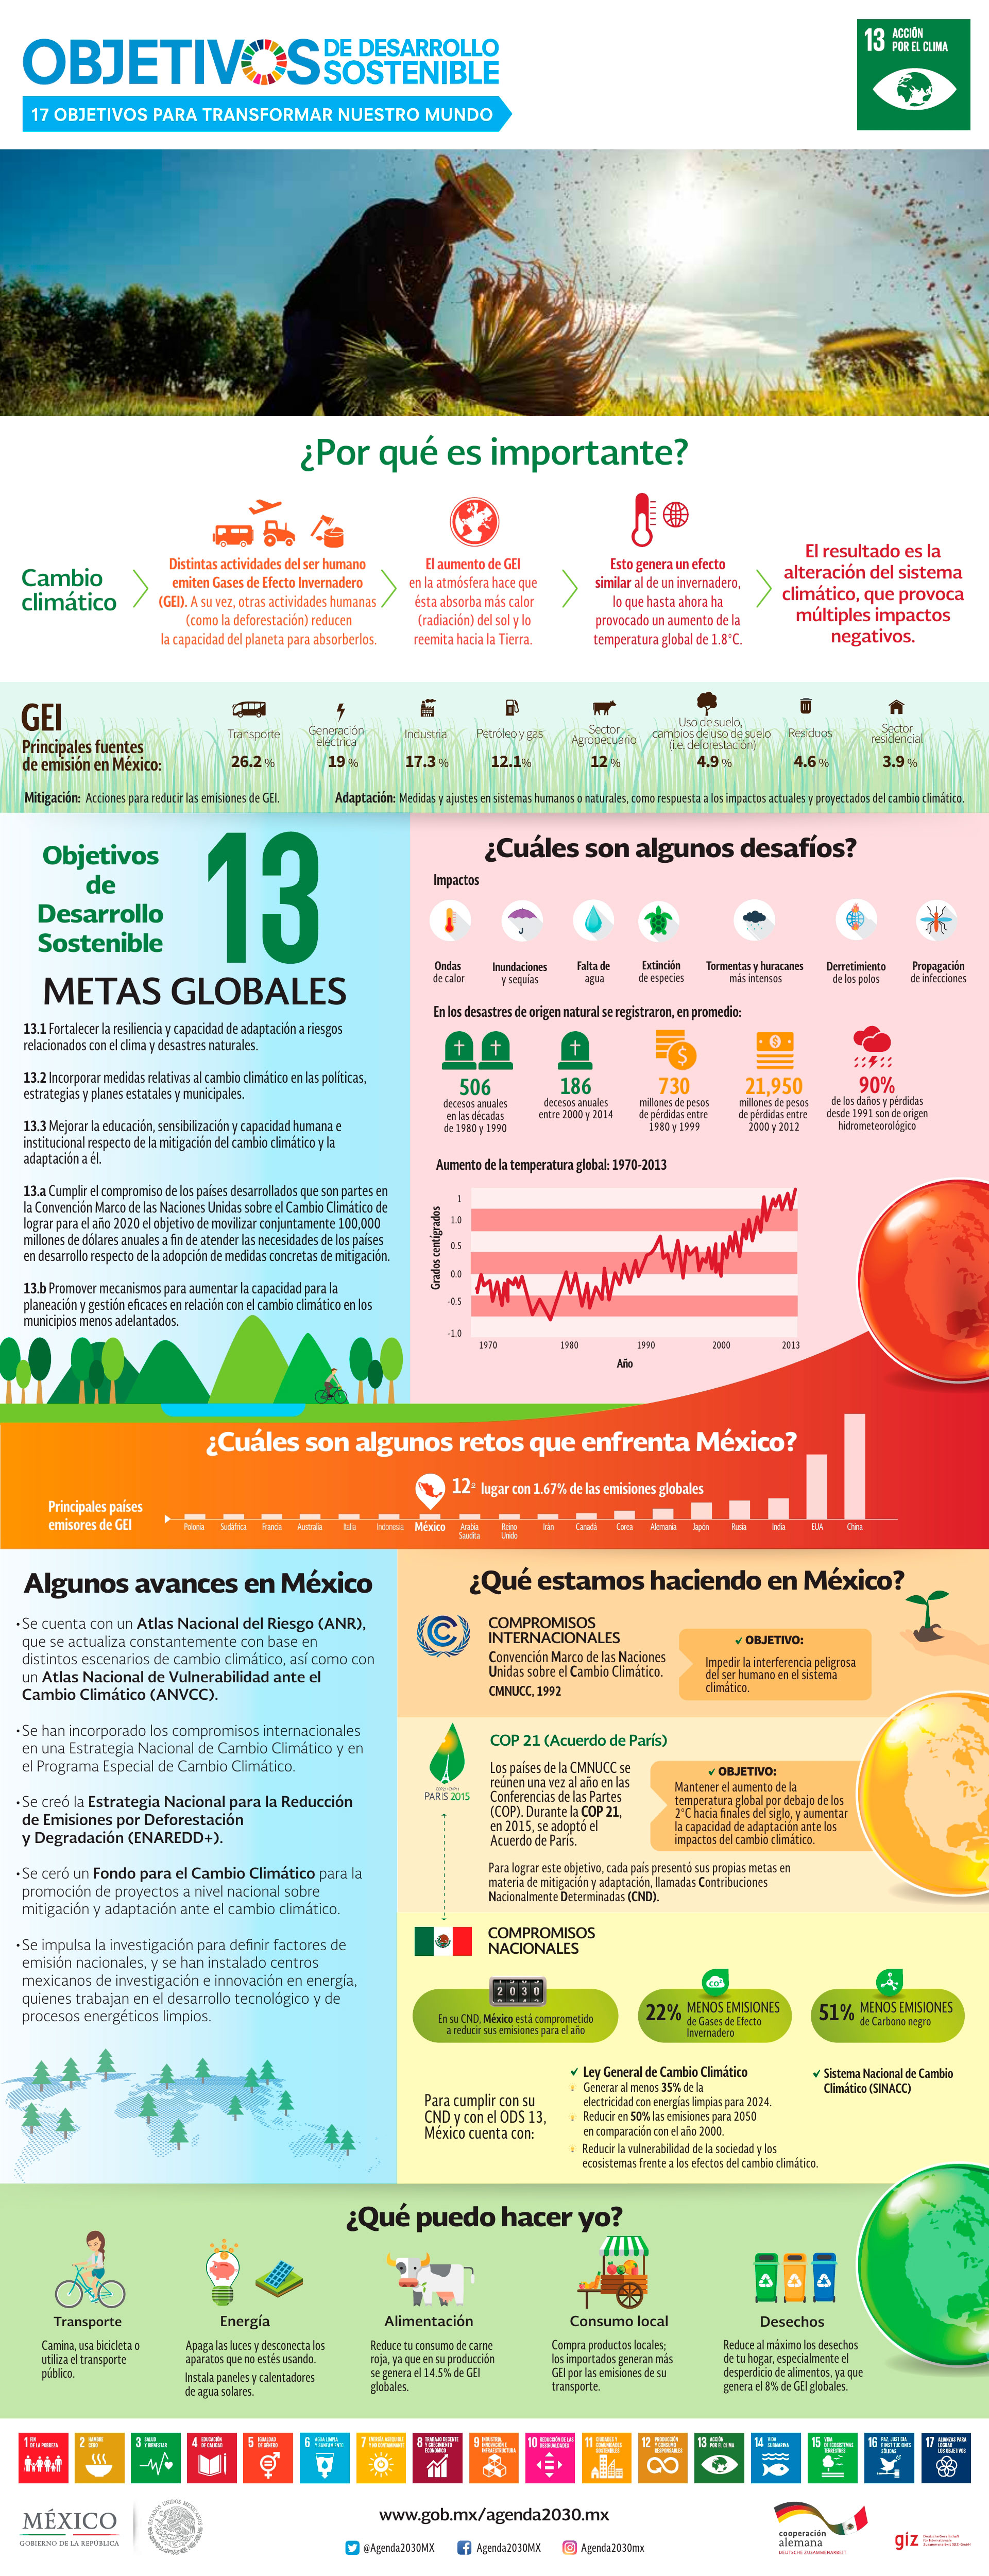 OBJETIVOS DE DESARROLLO
SOSTENIBLE
17 OBJETIVOS PARA TRANSFORMAR NUESTRO MUNDO
13 ACCIÓN
POR EL CLIMA
¿Por qué es importante?
Cambio
climático
Distintas actividades del ser humano
emiten Gases de Efecto Invernadero
(GEI). A su vez, otras actividades humanas
(como la deforestación) reducen
la capacidad del planeta para absorberlos.
El aumento de GEI
en la atmósfera hace que
ésta absorba más calor
(radiación) del sol y lo
reemita hacia la Tierra.
Esto genera un efecto
similar al de un invernadero,
lo que hasta ahora ha
provocado un aumento de la
temperatura global de 1.8°C.
El resultado es la
alteración del sistema
climático, que provoca
múltiples impactos
negativos.
GEI
Principales fuentes
de emisión en México:
Transporte
26.2 %
Generación
eléctrica
19 %
Industria
17.3 %
Petróleo y gas
12.1%
Sector
Agropecuario
12 %
Uso de suelo,
cambios de uso de suelo
(i.e. deforestación)
4.9 %
Residuos
4.6 %
Sector
residencial
3.9 %
Mitigación: Acciones para reducir las emisiones de GEI.
Adaptación: Medidas y ajustes en sistemas humanos o naturales, como respuesta a los impactos actuales y proyectados del cambio climático.
Objetivos
de
Desarrollo
Sostenible
13
METAS GLOBALES
13.1 Fortalecer la resiliencia y capacidad de adaptación a riesgos
relacionados con el clima y desastres naturales.
13.2 Incorporar medidas relativas al cambio climático en las políticas,
estrategias y planes estatales y municipales.
13.3 Mejorar la educación, sensibilización y capacidad humana e
institucional respecto de la mitigación del cambio climático y la
adaptación a él.
13.a Cumplir el compromiso de los países desarrollados que son partes en
la Convención Marco de las Naciones Unidas sobre el Cambio Climático de
lograr para el año 2020 el objetivo de movilizar conjuntamente 100,000
millones de dólares anuales a fin de atender las necesidades de los países
en desarrollo respecto de la adopción de medidas concretas de mitigación.
13.b Promover mecanismos para aumentar la capacidad para la
planeación y gestión eficaces en relación con el cambio climático en los
municipios menos adelantados.
¿Cuáles son algunos desafíos?
Impactos
Ondas
de calor
Inundaciones
y sequías
Falta de
agua
Extinción
de especies
Tormentas y huracanes
más intensos
Derretimiento
de los polos
Propagación
de infecciones
En los desastres de origen natural se registraron, en promedio:
506
decesos anuales
en las décadas
de 1980 y 1990
186
decesos anuales
entre 2000 y 2014
730
millones de pesos
de pérdidas entre
1980 y 1999
21,950
millones de pesos
de pérdidas entre
2000 y 2012
90%
de los daños y pérdidas
desde 1991 son de origen
hidrometeorológico
Aumento de la temperatura global: 1970-2013
Grados centígrados
1
1.0
0.5
0.0
-0.5
-1.0
1970
1980
1990
2000
2013
Año
¿Cuáles son algunos retos que enfrenta México?
12º lugar con 1.67% de las emisiones globales
Principales países
emisores de GEI
Polonia
Sudáfrica
Francia
Australia
Italia
Indonesia
México
Arabia
Saudita
Reino
Unido
Irán
Canadá
Corea
Alemania
Japón
Rusia
India
EUA
China
Algunos avances en México
•Se cuenta con un Atlas Nacional del Riesgo (ANR),
que se actualiza constantemente con base en
distintos escenarios de cambio climático, así como con
un Atlas Nacional de Vulnerabilidad ante el
Cambio Climático (ANVCC).
•Se han incorporado los compromisos internacionales
en una Estrategia Nacional de Cambio Climático y en
el Programa Especial de Cambio Climático.
•Se creó la Estrategia Nacional para la Reducción
de Emisiones por Deforestación
y Degradación (ENAREDD+).
•Se ceró un Fondo para el Cambio Climático para la
promoción de proyectos a nivel nacional sobre
mitigación y adaptación ante el cambio climático.
•Se impulsa la investigación para definir factores de
emisión nacionales, y se han instalado centros
mexicanos de investigación e innovación en energía,
quienes trabajan en el desarrollo tecnológico y de
procesos energéticos limpios.
¿Qué estamos haciendo en México?
COMPROMISOS
INTERNACIONALES
Convención Marco de las Naciones
Unidas sobre el Cambio Climático.
CMNUCC, 1992
✓ OBJETIVO:
Impedir la interferencia peligrosa
del ser humano en el sistema
climático.
PARIS 2015
COP 21 (Acuerdo de París)
Los países de la CMNUCC se
reúnen una vez al año en las
Conferencias de las Partes
(COP). Durante la COP 21,
en 2015, se adoptó el
Acuerdo de París.
✓ OBJETIVO:
Mantener el aumento de la
temperatura global por debajo de los
2°C hacia finales del siglo, y aumentar
la capacidad de adaptación ante los
impactos del cambio climático.
Para lograr este objetivo, cada país presentó sus propias metas en
materia de mitigación y adaptación, llamadas Contribuciones
Nacionalmente Determinadas (CND).
COMPROMISOS
NACIONALES
2030
En su CND, México está comprometido
a reducir sus emisiones para el año
CO2
22% MENOS EMISIONES
de Gases de Efecto
Invernadero
51% MENOS EMISIONES
de Carbono negro
Para cumplir con su
CND y con el ODS 13,
México cuenta con:
✓ Ley General de Cambio Climático
Generar al menos 35% de la
electricidad con energías limpias para 2024.
Reducir en 50% las emisiones para 2050
en comparación con el año 2000.
Reducir la vulnerabilidad de la sociedad y los
ecosistemas frente a los efectos del cambio climático.
✓ Sistema Nacional de Cambio
Climático (SINACC)
¿Qué puedo hacer yo?
Transporte
Camina, usa bicicleta o
utiliza el transporte
público.
Energía
Apaga las luces y desconecta los
aparatos que no estés usando.
Instala paneles y calentadores
de agua solares.
Alimentación
Reduce tu consumo de carne
roja, ya que en su producción
se genera el 14.5% de GEI
globales.
Consumo local
Compra productos locales;
los importados generan más
GEI por las emisiones de su
transporte.
Desechos
Reduce al máximo los desechos
de tu hogar, especialmente el
desperdicio de alimentos, ya que
genera el 8% de GEI globales.
1 FIN
DE LA POBREZA
2 HAMBRE
CERO
3 SALUD
Y BIENESTAR
4 EDUCACIÓN
DE CALIDAD
5 IGUALDAD
DE GÉNERO
6 AGUA LIMPIA
Y SANEAMIENTO
7 ENERGÍA ASEQUIBLE
Y NO CONTAMINANTE
8 TRABAJO DECENTE
Y CRECIMIENTO
ECONÓMICO
9 INDUSTRIA,
INNOVACIÓN E
INFRAESTRUCTURA
10 REDUCCIÓN DE LAS
DESIGUALDADES
11 CIUDADES Y
COMUNIDADES
SOSTENIBLES
12 PRODUCCIÓN
Y CONSUMO
RESPONSABLES
13 ACCIÓN
POR EL CLIMA
14 VIDA
SUBMARINA
15 VIDA
DE ECOSISTEMAS
TERRESTRES
16 PAZ, JUSTICIA
E INSTITUCIONES
SÓLIDAS
17 ALIANZAS PARA
LOGRAR
LOS OBJETIVOS
MÉXICO
GOBIERNO DE LA REPÚBLICA
ESTADOS UNIDOS MEXICANOS
www.gob.mx/agenda2030.mx
@Agenda2030MX
Agenda2030MX
Agenda2030mx
cooperación
alemana
DEUTSCHE ZUSAMMENARBEIT
giz